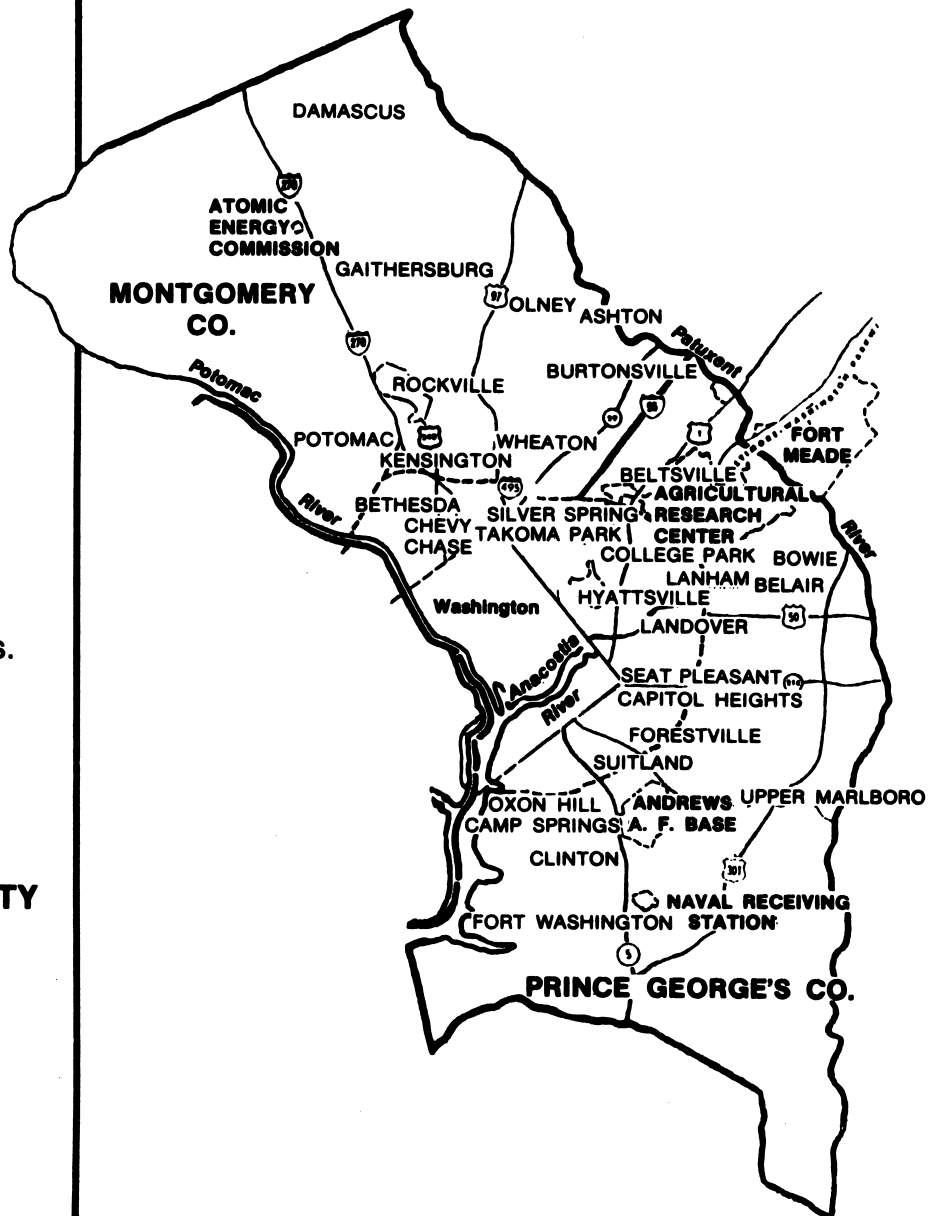 DAMASCUS
270
ATOMIC
ENERGY
COMMISSION
GAITHERSBURG
MONTGOMERY
CO.
97
OLNEY
ASHTON
270
Patuxent
Potomac
BURTONSVILLE
ROCKVILLE
95
1
FORT
MEADE
POTOMAC
WHEATON
KENSINGTON
BELTSVILLE
495
AGRICULTURAL
RESEARCH
CENTER
BETHESDA
River
SILVER SPRING
CHEVY
CHASE
TAKOMA PARK
River
COLLEGE PARK
BOWIE
LANHAM
BELAIR
HYATTSVILLE
Washington
50
LANDOVER
S.
Anacostia
River
SEAT PLEASANT
CAPITOL HEIGHTS
FORESTVILLE
SUITLAND
OXON HILL
ANDREWS
A. F. BASE
UPPER MARLBORO
CAMP SPRINGS
CLINTON
301
TY
NAVAL RECEIVING
STATION
FORT WASHINGTON
5
PRINCE GEORGE'S CO.